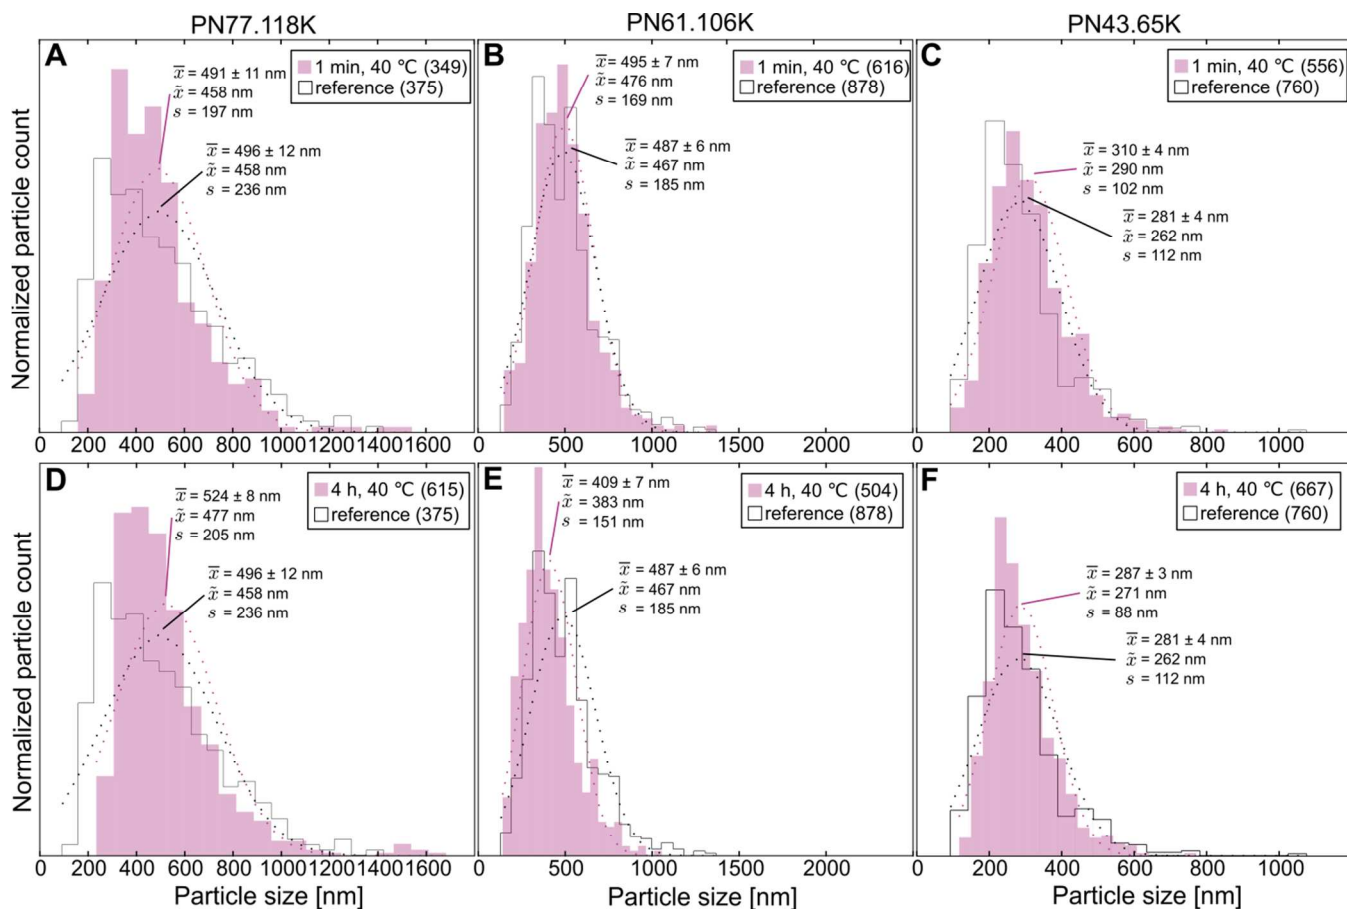 PN77.118K
PN61.106K
PN43.65K
A
1 min, 40 °C (349)
reference (375)
x̅ = 491 ± 11 nm
x̃ = 458 nm
s = 197 nm
x̅ = 496 ± 12 nm
x̃ = 458 nm
s = 236 nm
Normalized particle count
0 200 400 600 800 1000 1200 1400 1600
B
1 min, 40 °C (616)
reference (878)
x̅ = 495 ± 7 nm
x̃ = 476 nm
s = 169 nm
x̅ = 487 ± 6 nm
x̃ = 467 nm
s = 185 nm
0 500 1000 1500 2000
C
1 min, 40 °C (556)
reference (760)
x̅ = 310 ± 4 nm
x̃ = 290 nm
s = 102 nm
x̅ = 281 ± 4 nm
x̃ = 262 nm
s = 112 nm
0 200 400 600 800 1000
D
4 h, 40 °C (615)
reference (375)
x̅ = 524 ± 8 nm
x̃ = 477 nm
s = 205 nm
x̅ = 496 ± 12 nm
x̃ = 458 nm
s = 236 nm
Normalized particle count
0 200 400 600 800 1000 1200 1400 1600
Particle size [nm]
E
4 h, 40 °C (504)
reference (878)
x̅ = 409 ± 7 nm
x̃ = 383 nm
s = 151 nm
x̅ = 487 ± 6 nm
x̃ = 467 nm
s = 185 nm
0 500 1000 1500 2000
Particle size [nm]
F
4 h, 40 °C (667)
reference (760)
x̅ = 287 ± 3 nm
x̃ = 271 nm
s = 88 nm
x̅ = 281 ± 4 nm
x̃ = 262 nm
s = 112 nm
0 200 400 600 800 1000
Particle size [nm]